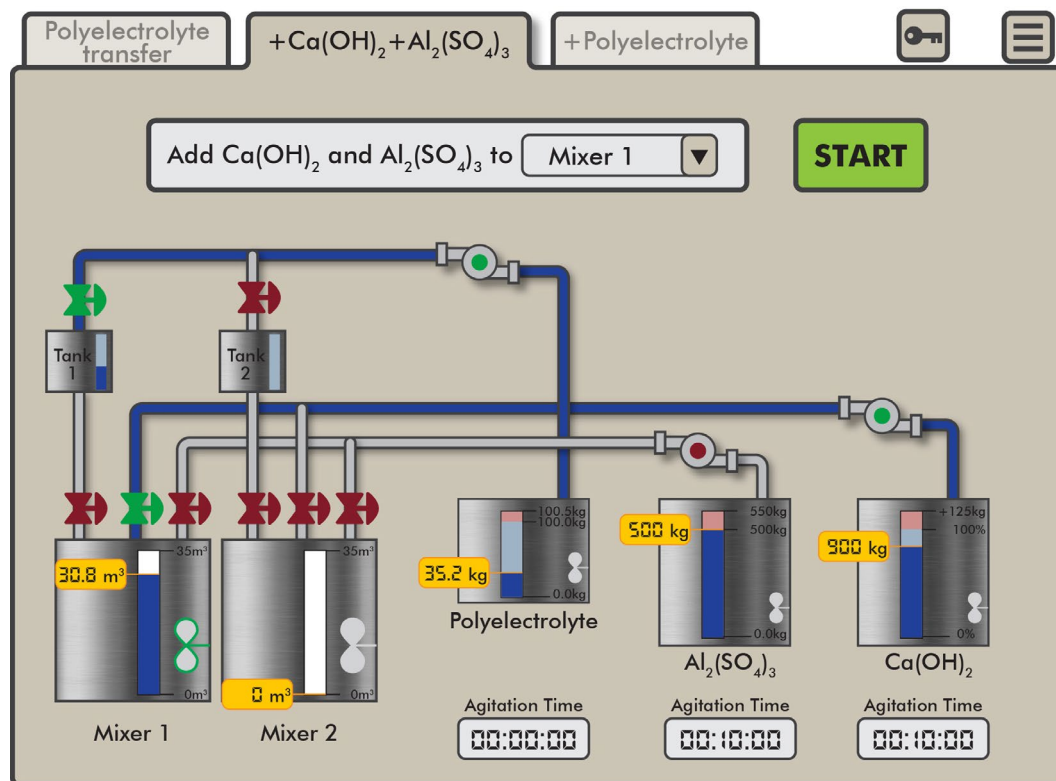 Polyelectrolyte
transfer
+Ca(OH)₂+Al₂(SO₄)₃
+Polyelectrolyte
Add Ca(OH)₂ and Al₂(SO₄)₃ to
Mixer 1
START
Tank
1
Tank
2
35m³
30.8 m³
0m³
Mixer 1
35m³
0 m³
0m³
Mixer 2
100.5kg
100.0kg
35.2 kg
0.0kg
Polyelectrolyte
550kg
500 kg
500kg
0.0kg
Al₂(SO₄)₃
+125kg
100%
900 kg
0%
Ca(OH)₂
Agitation Time
00:00:00
Agitation Time
00:10:00
Agitation Time
00:10:00